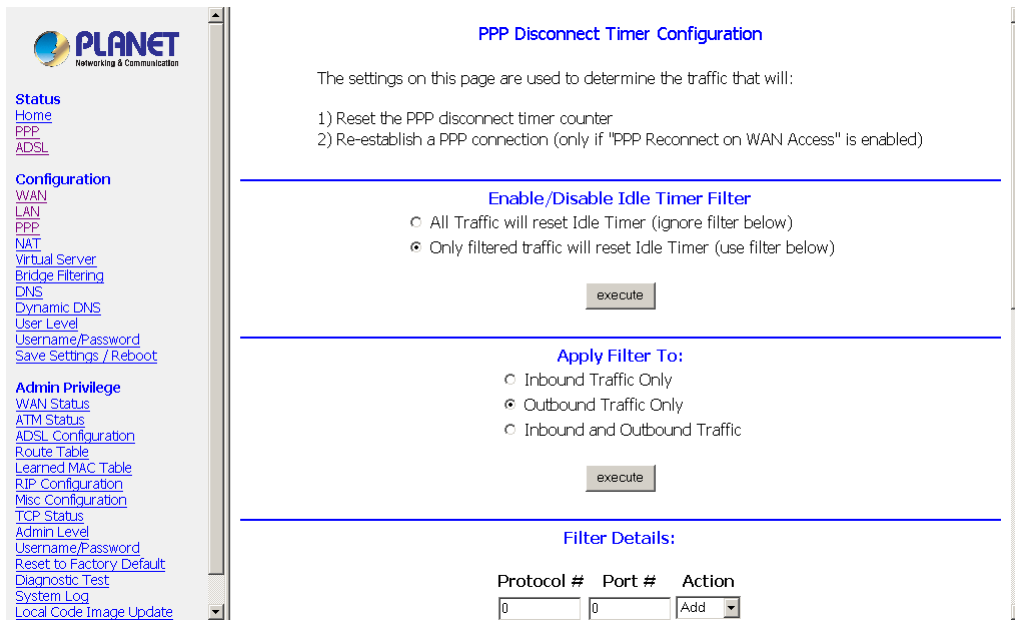 PLANET
Networking & Communication
Status
Home
PPP
ADSL
Configuration
WAN
LAN
PPP
NAT
Virtual Server
Bridge Filtering
DNS
Dynamic DNS
User Level
Username/Password
Save Settings / Reboot
Admin Privilege
WAN Status
ATM Status
ADSL Configuration
Route Table
Learned MAC Table
RIP Configuration
Misc Configuration
TCP Status
Admin Level
Username/Password
Reset to Factory Default
Diagnostic Test
System Log
Local Code Image Update
PPP Disconnect Timer Configuration
The settings on this page are used to determine the traffic that will:
1) Reset the PPP disconnect timer counter
2) Re-establish a PPP connection (only if "PPP Reconnect on WAN Access" is enabled)
Enable/Disable Idle Timer Filter
All Traffic will reset Idle Timer (ignore filter below)
Only filtered traffic will reset Idle Timer (use filter below)
execute
Apply Filter To:
Inbound Traffic Only
Outbound Traffic Only
Inbound and Outbound Traffic
execute
Filter Details:
Protocol # Port # Action
0 0 Add